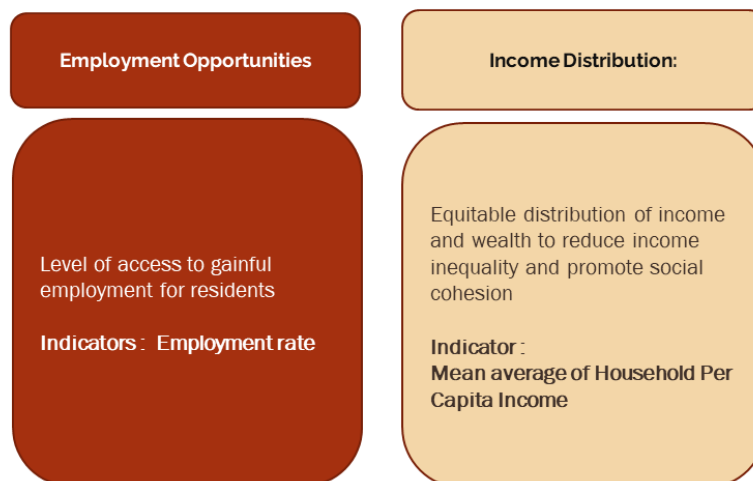 Employment Opportunities
Level of access to gainful
employment for residents
Indicators : Employment rate
Income Distribution:
Equitable distribution of income
and wealth to reduce income
inequality and promote social
cohesion
Indicator :
Mean average of Household Per
Capita Income